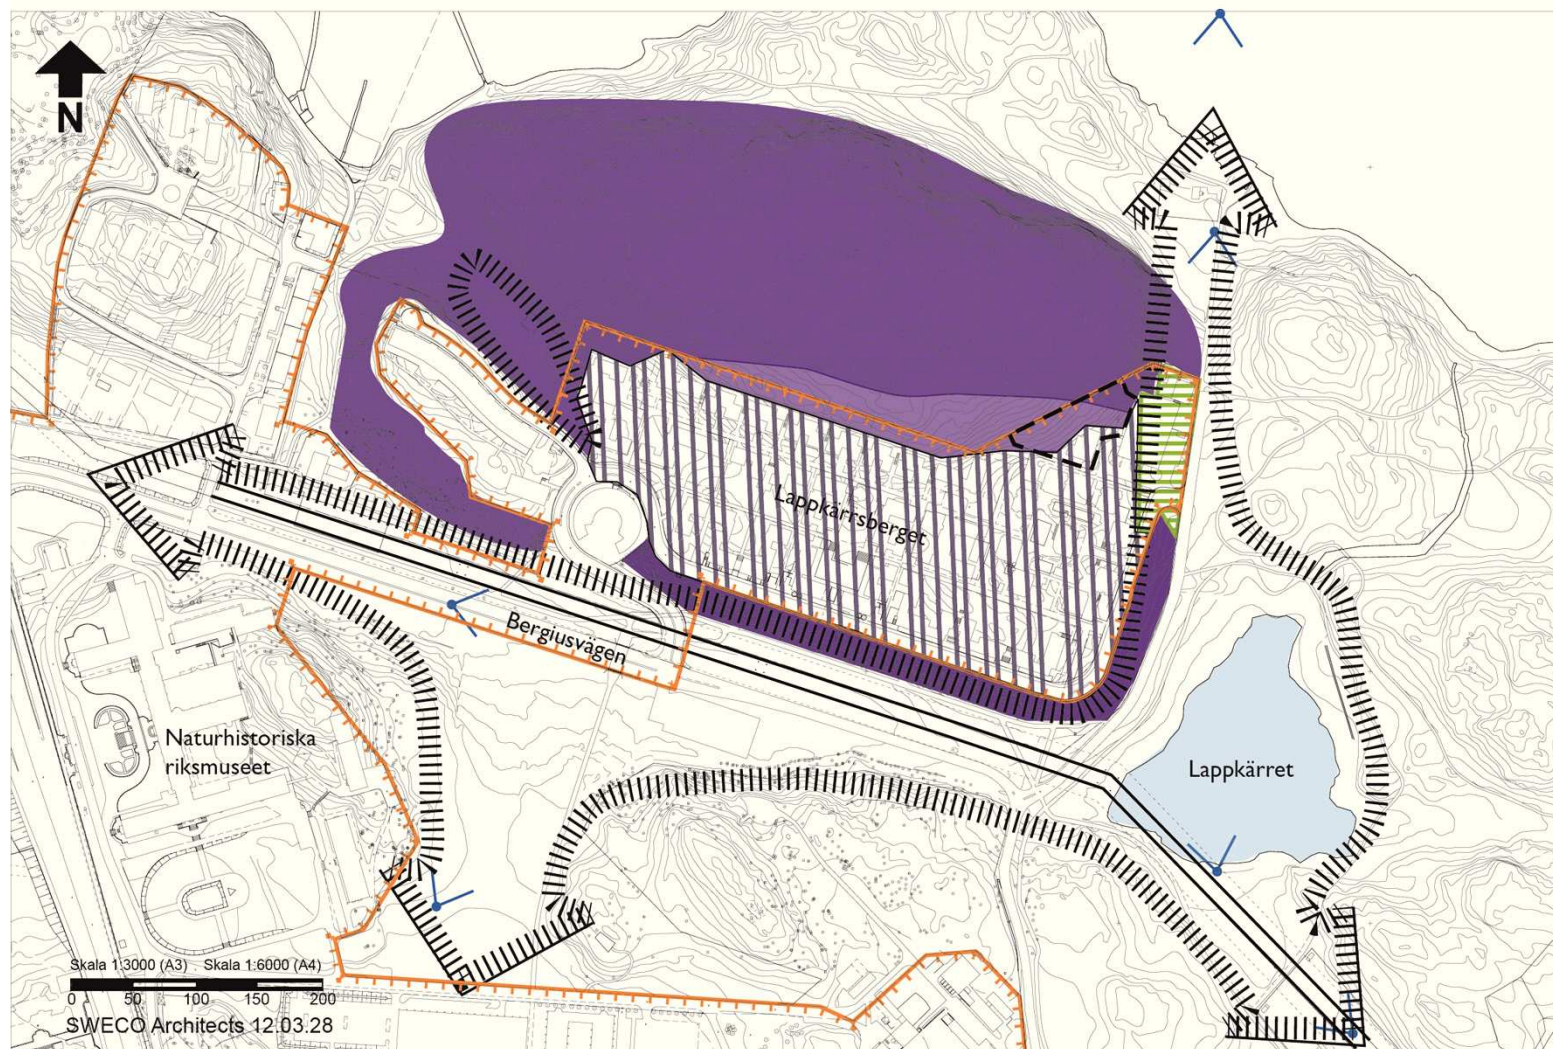 N
Lappkärrsberget
Bergiusvägen
Naturhistoriska
riksmuseet
Lappkärret
Skala 1:3000 (A3) Skala 1:6000 (A4)
0 50 100 150 200
SWECO Architects 12.03.28